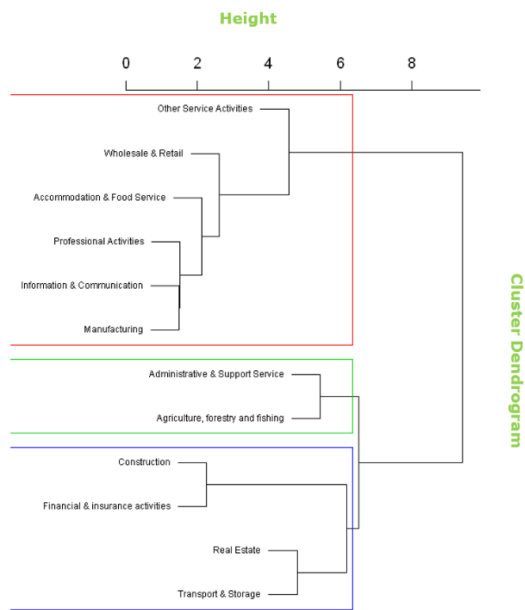 Height
0 2 4 6 8
Other Service Activities
Wholesale & Retail
Accommodation & Food Service
Professional Activities
Information & Communication
Manufacturing
Administrative & Support Service
Agriculture, forestry and fishing
Construction
Financial & insurance activities
Real Estate
Transport & Storage
Cluster Dendrogram